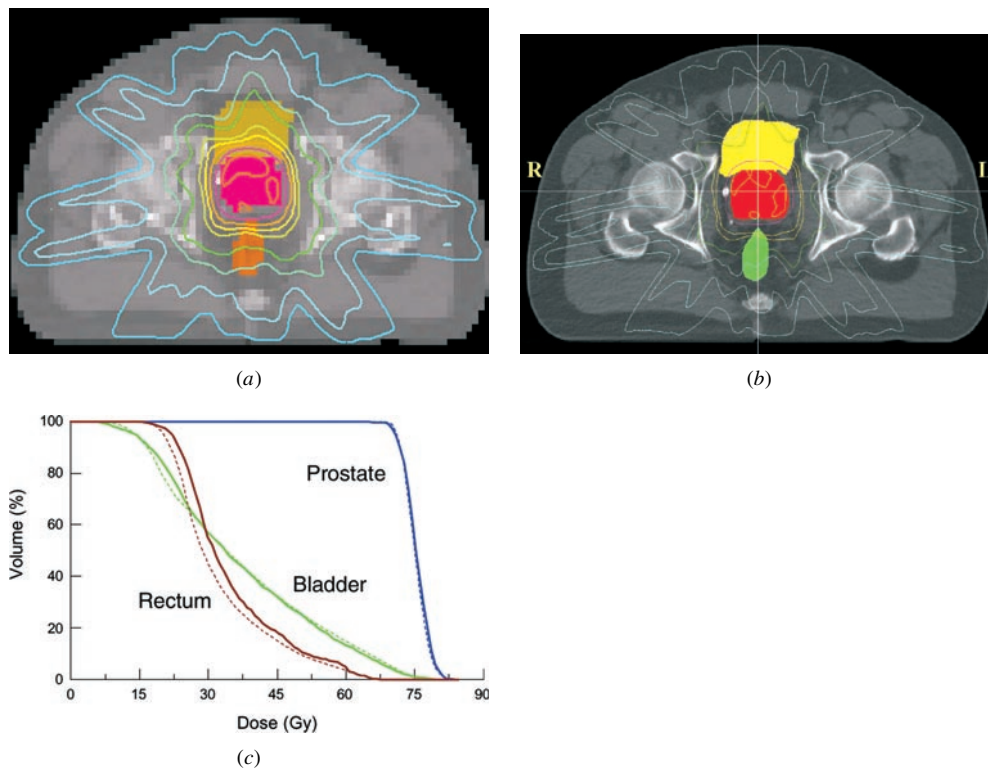 R
L
(a)
(b)
100
80
60
40
20
0
Volume (%)
Prostate
Bladder
Rectum
0 15 30 45 60 75 90
Dose (Gy)
(c)